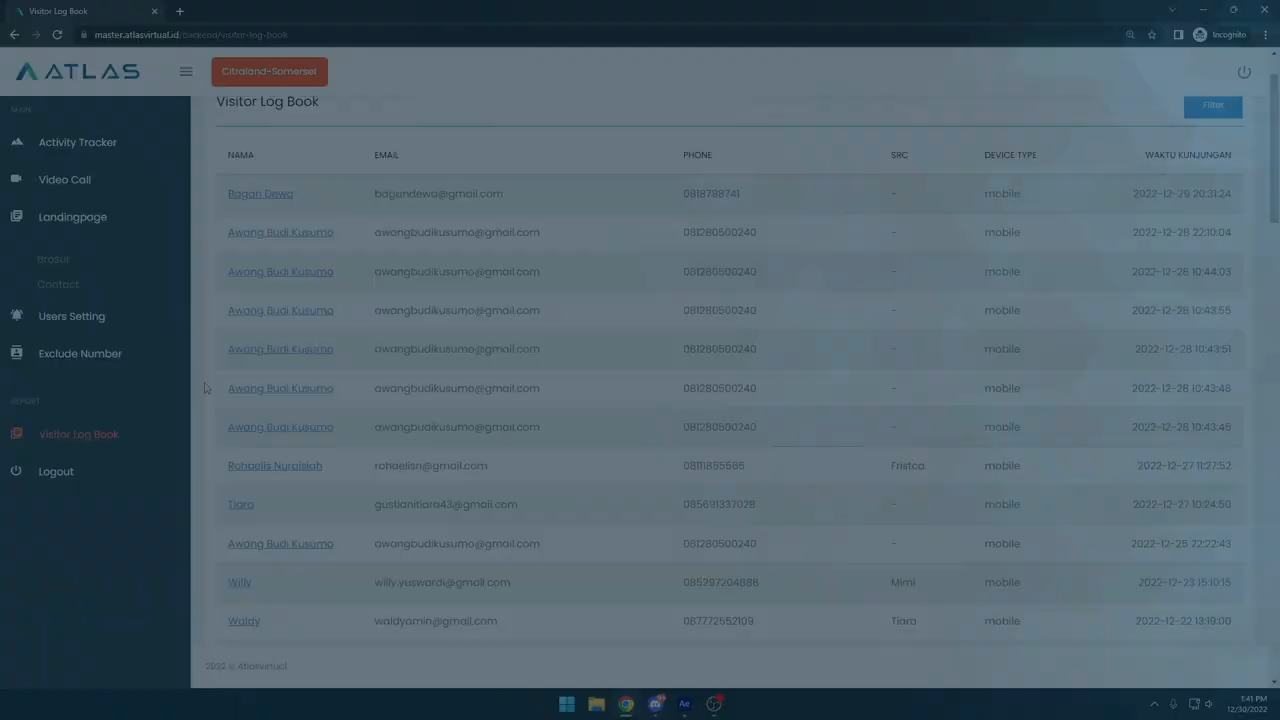 Visitor Log Book
master.atlasvirtual.id/backend/visitor-log-book
Incognito
ATLAS
Citraland-Somerset
MAIN
Activity Tracker
Video Call
Landingpage
Brosur
Contact
Users Setting
Exclude Number
REPORT
Visitor Log Book
Logout
Visitor Log Book
Filter
NAMA EMAIL PHONE SRC DEVICE TYPE WAKTU KUNJUNGAN
Bagan Dewa bagundewa@gmail.com 0818798741 - mobile 2022-12-29 20:31:24
Awang Budi Kusumo awangbudikusumo@gmail.com 081280500240 - mobile 2022-12-28 22:10:04
Awang Budi Kusumo awangbudikusumo@gmail.com 081280500240 - mobile 2022-12-28 10:44:03
Awang Budi Kusumo awangbudikusumo@gmail.com 081280500240 - mobile 2022-12-28 10:43:55
Awang Budi Kusumo awangbudikusumo@gmail.com 081280500240 - mobile 2022-12-28 10:43:51
Awang Budi Kusumo awangbudikusumo@gmail.com 081280500240 - mobile 2022-12-28 10:43:48
Awang Budi Kusumo awangbudikusumo@gmail.com 081280500240 - mobile 2022-12-28 10:43:45
Rohaelis Nuraisiah rohaelisn@gmail.com 08111855565 Fristca mobile 2022-12-27 11:27:52
Tiara gustianitiara43@gmail.com 085691337028 - mobile 2022-12-27 10:24:50
Awang Budi Kusumo awangbudikusumo@gmail.com 081280500240 - mobile 2022-12-25 22:22:43
Willy willy.yuswardi@gmail.com 085297204886 Mimi mobile 2022-12-23 15:10:15
Waldy waldyamin@gmail.com 087772552109 Tiara mobile 2022-12-22 13:19:00
2022 © Atlasvirtual
Ae
1:41 PM
12/30/2022